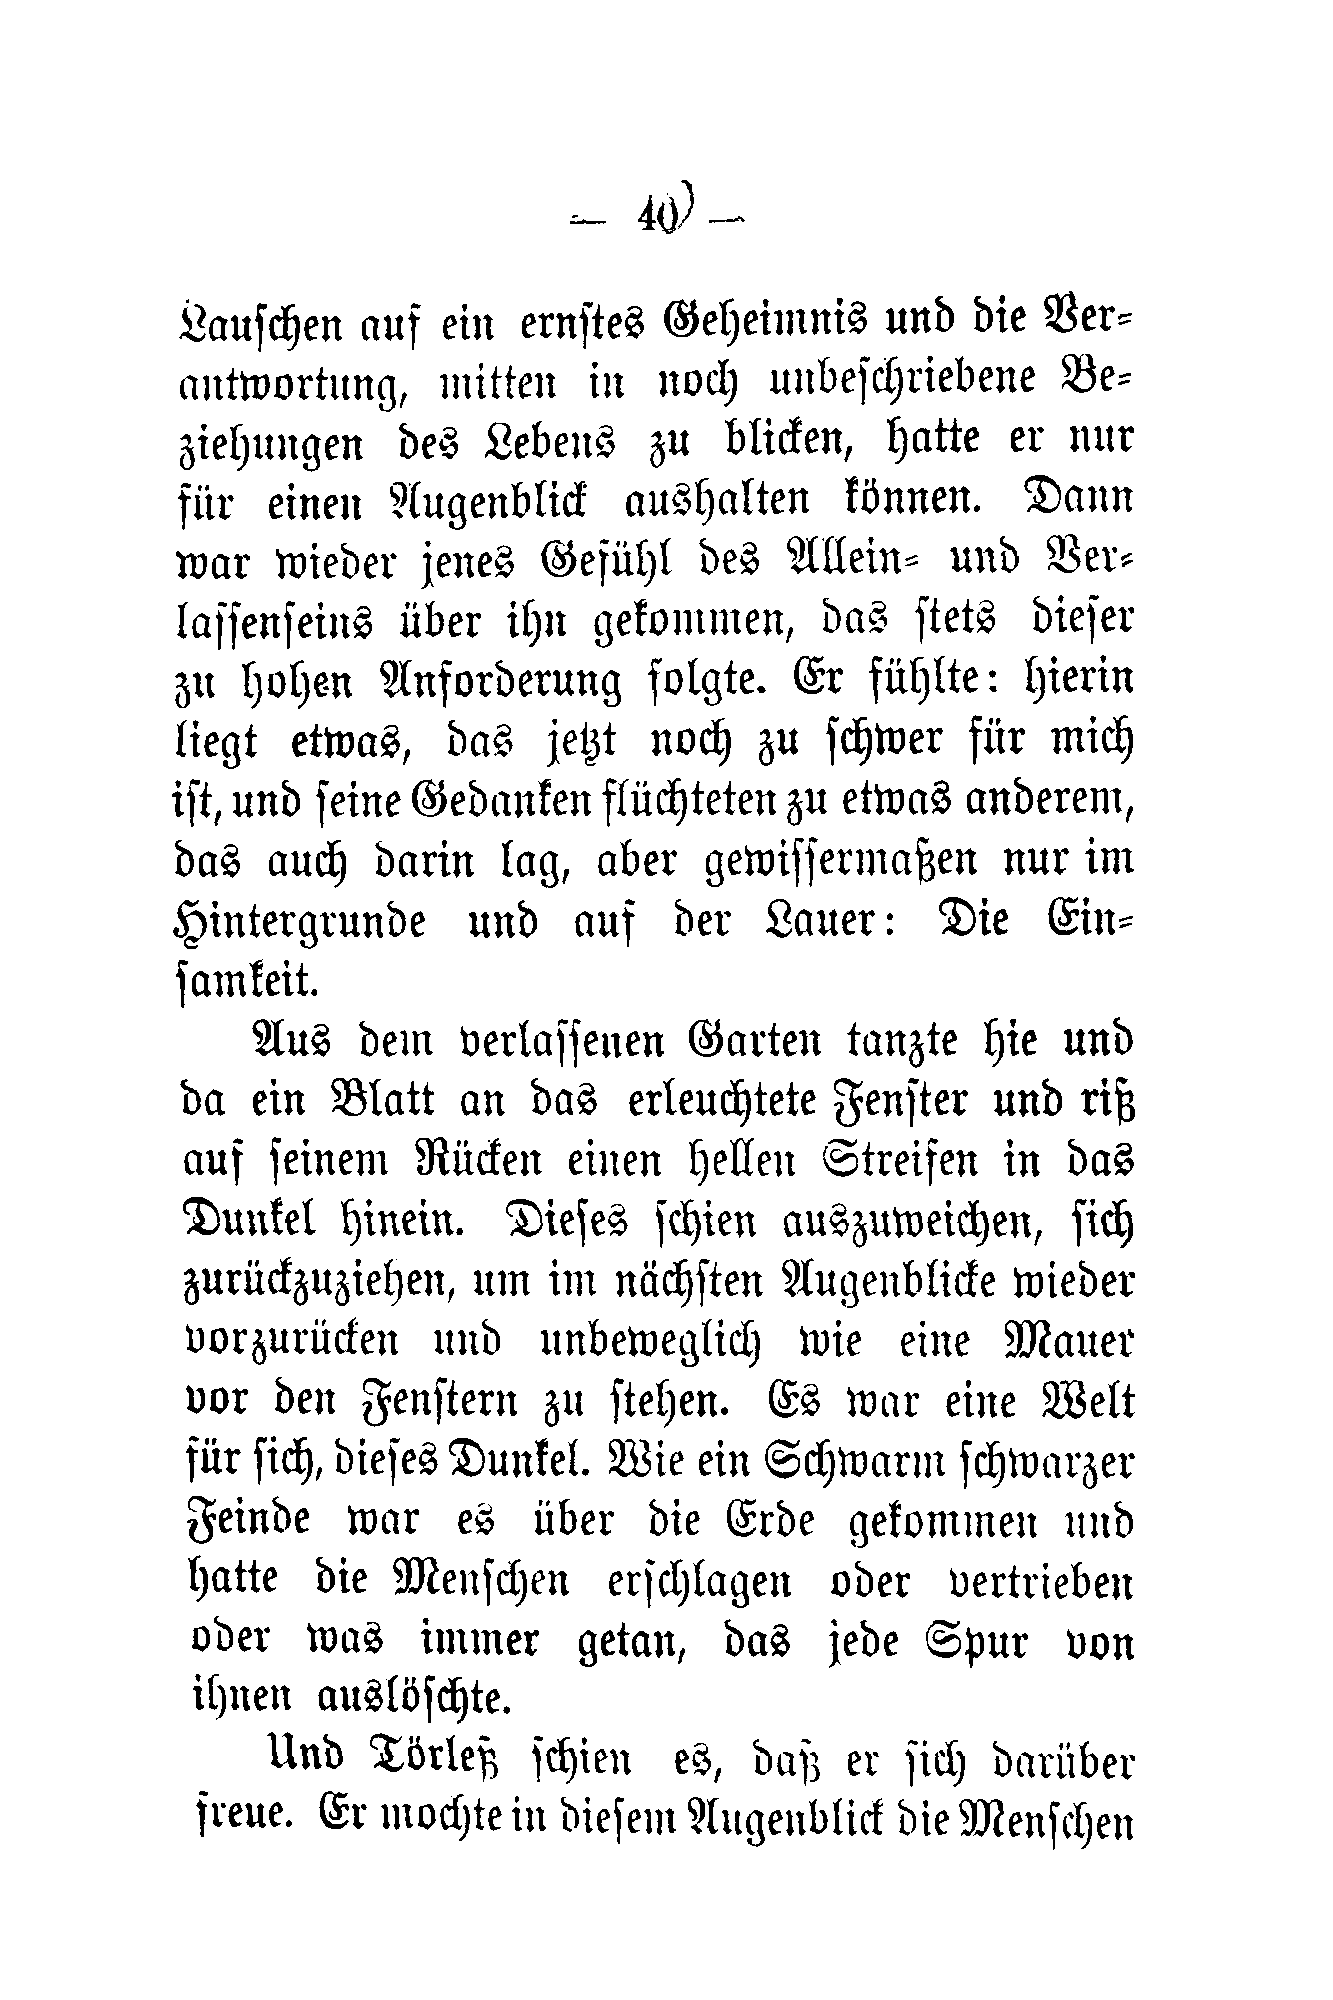 — 40 —
Lauschen auf ein ernstes Geheimnis und die Ver-
antwortung, mitten in noch unbeschriebene Be-
ziehungen des Lebens zu blicken, hatte er nur
für einen Augenblick aushalten können. Dann
war wieder jenes Gefühl des Allein- und Ver-
lassenseins über ihn gekommen, das stets dieser
zu hohen Anforderung folgte. Er fühlte: hierin
liegt etwas, das jetzt noch zu schwer für mich
ist, und seine Gedanken flüchteten zu etwas anderem,
das auch darin lag, aber gewissermaßen nur im
Hintergrunde und auf der Lauer: Die Ein-
samkeit.
Aus dem verlassenen Garten tanzte hie und
da ein Blatt an das erleuchtete Fenster und riß
auf seinem Rücken einen hellen Streifen in das
Dunkel hinein. Dieses schien auszuweichen, sich
zurückzuziehen, um im nächsten Augenblicke wieder
vorzurücken und unbeweglich wie eine Mauer
vor den Fenstern zu stehen. Es war eine Welt
für sich, dieses Dunkel. Wie ein Schwarm schwarzer
Feinde war es über die Erde gekommen und
hatte die Menschen erschlagen oder vertrieben
oder was immer getan, das jede Spur von
ihnen auslöschte.
Und Törleß schien es, daß er sich darüber
freue. Er mochte in diesem Augenblick die Menschen